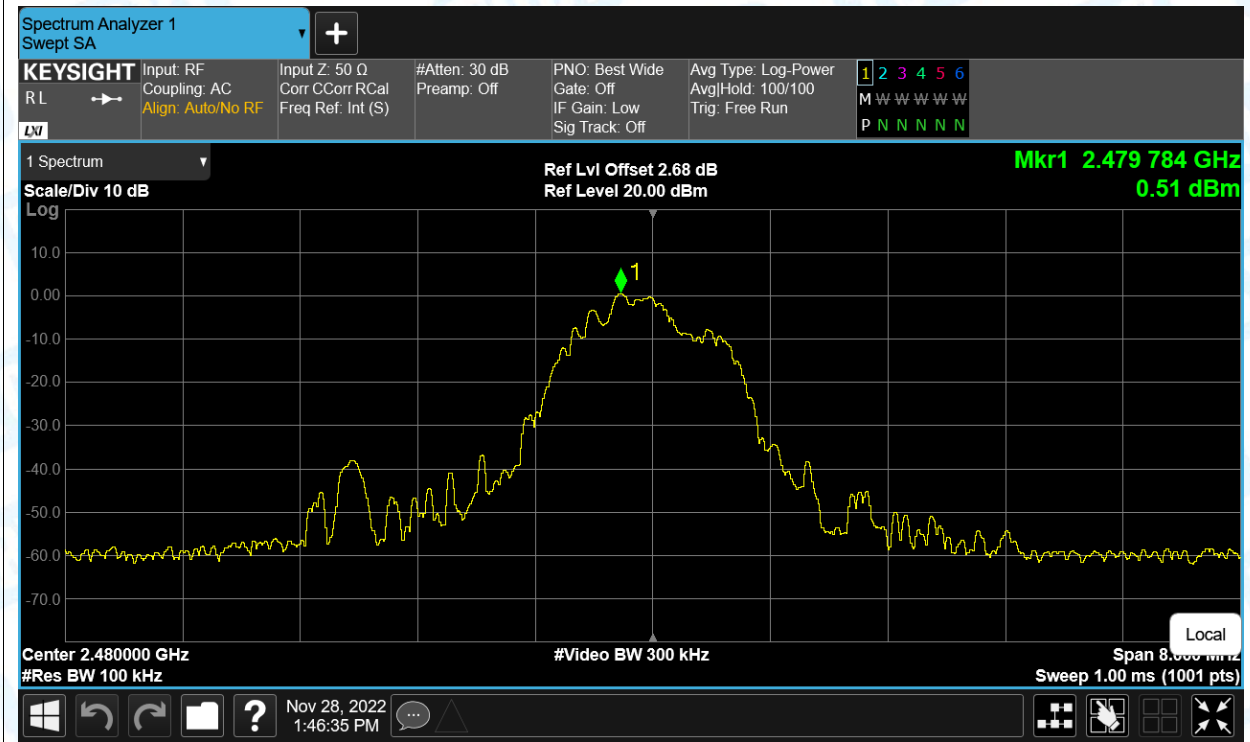 Spectrum Analyzer 1
Swept SA
KEYSIGHT
R L
LXI
Input: RF
Coupling: AC
Align: Auto/No RF
Input Z: 50 Ω
Corr CCorr RCal
Freq Ref: Int (S)
#Atten: 30 dB
Preamp: Off
PNO: Best Wide
Gate: Off
IF Gain: Low
Sig Track: Off
Avg Type: Log-Power
Avg|Hold: 100/100
Trig: Free Run
1 2 3 4 5 6
M W W W W W W
P N N N N N N
1 Spectrum
Scale/Div 10 dB
Log
Ref Lvl Offset 2.68 dB
Ref Level 20.00 dBm
Mkr1 2.479 784 GHz
0.51 dBm
10.0
0.00
-10.0
-20.0
-30.0
-40.0
-50.0
-60.0
-70.0
1
Local
Center 2.480000 GHz
#Res BW 100 kHz
#Video BW 300 kHz
Span
Sweep 1.00 ms (1001 pts)
?
Nov 28, 2022
1:46:35 PM